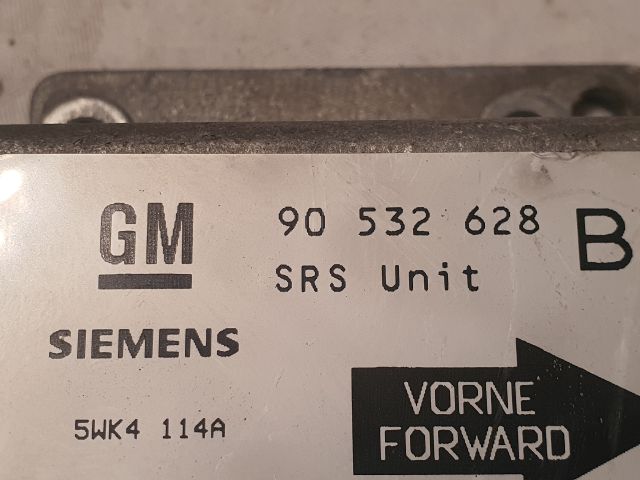 GM 90 532 628 B
SRS Unit
SIEMENS
VORNE
5WK4 114A FORWARD